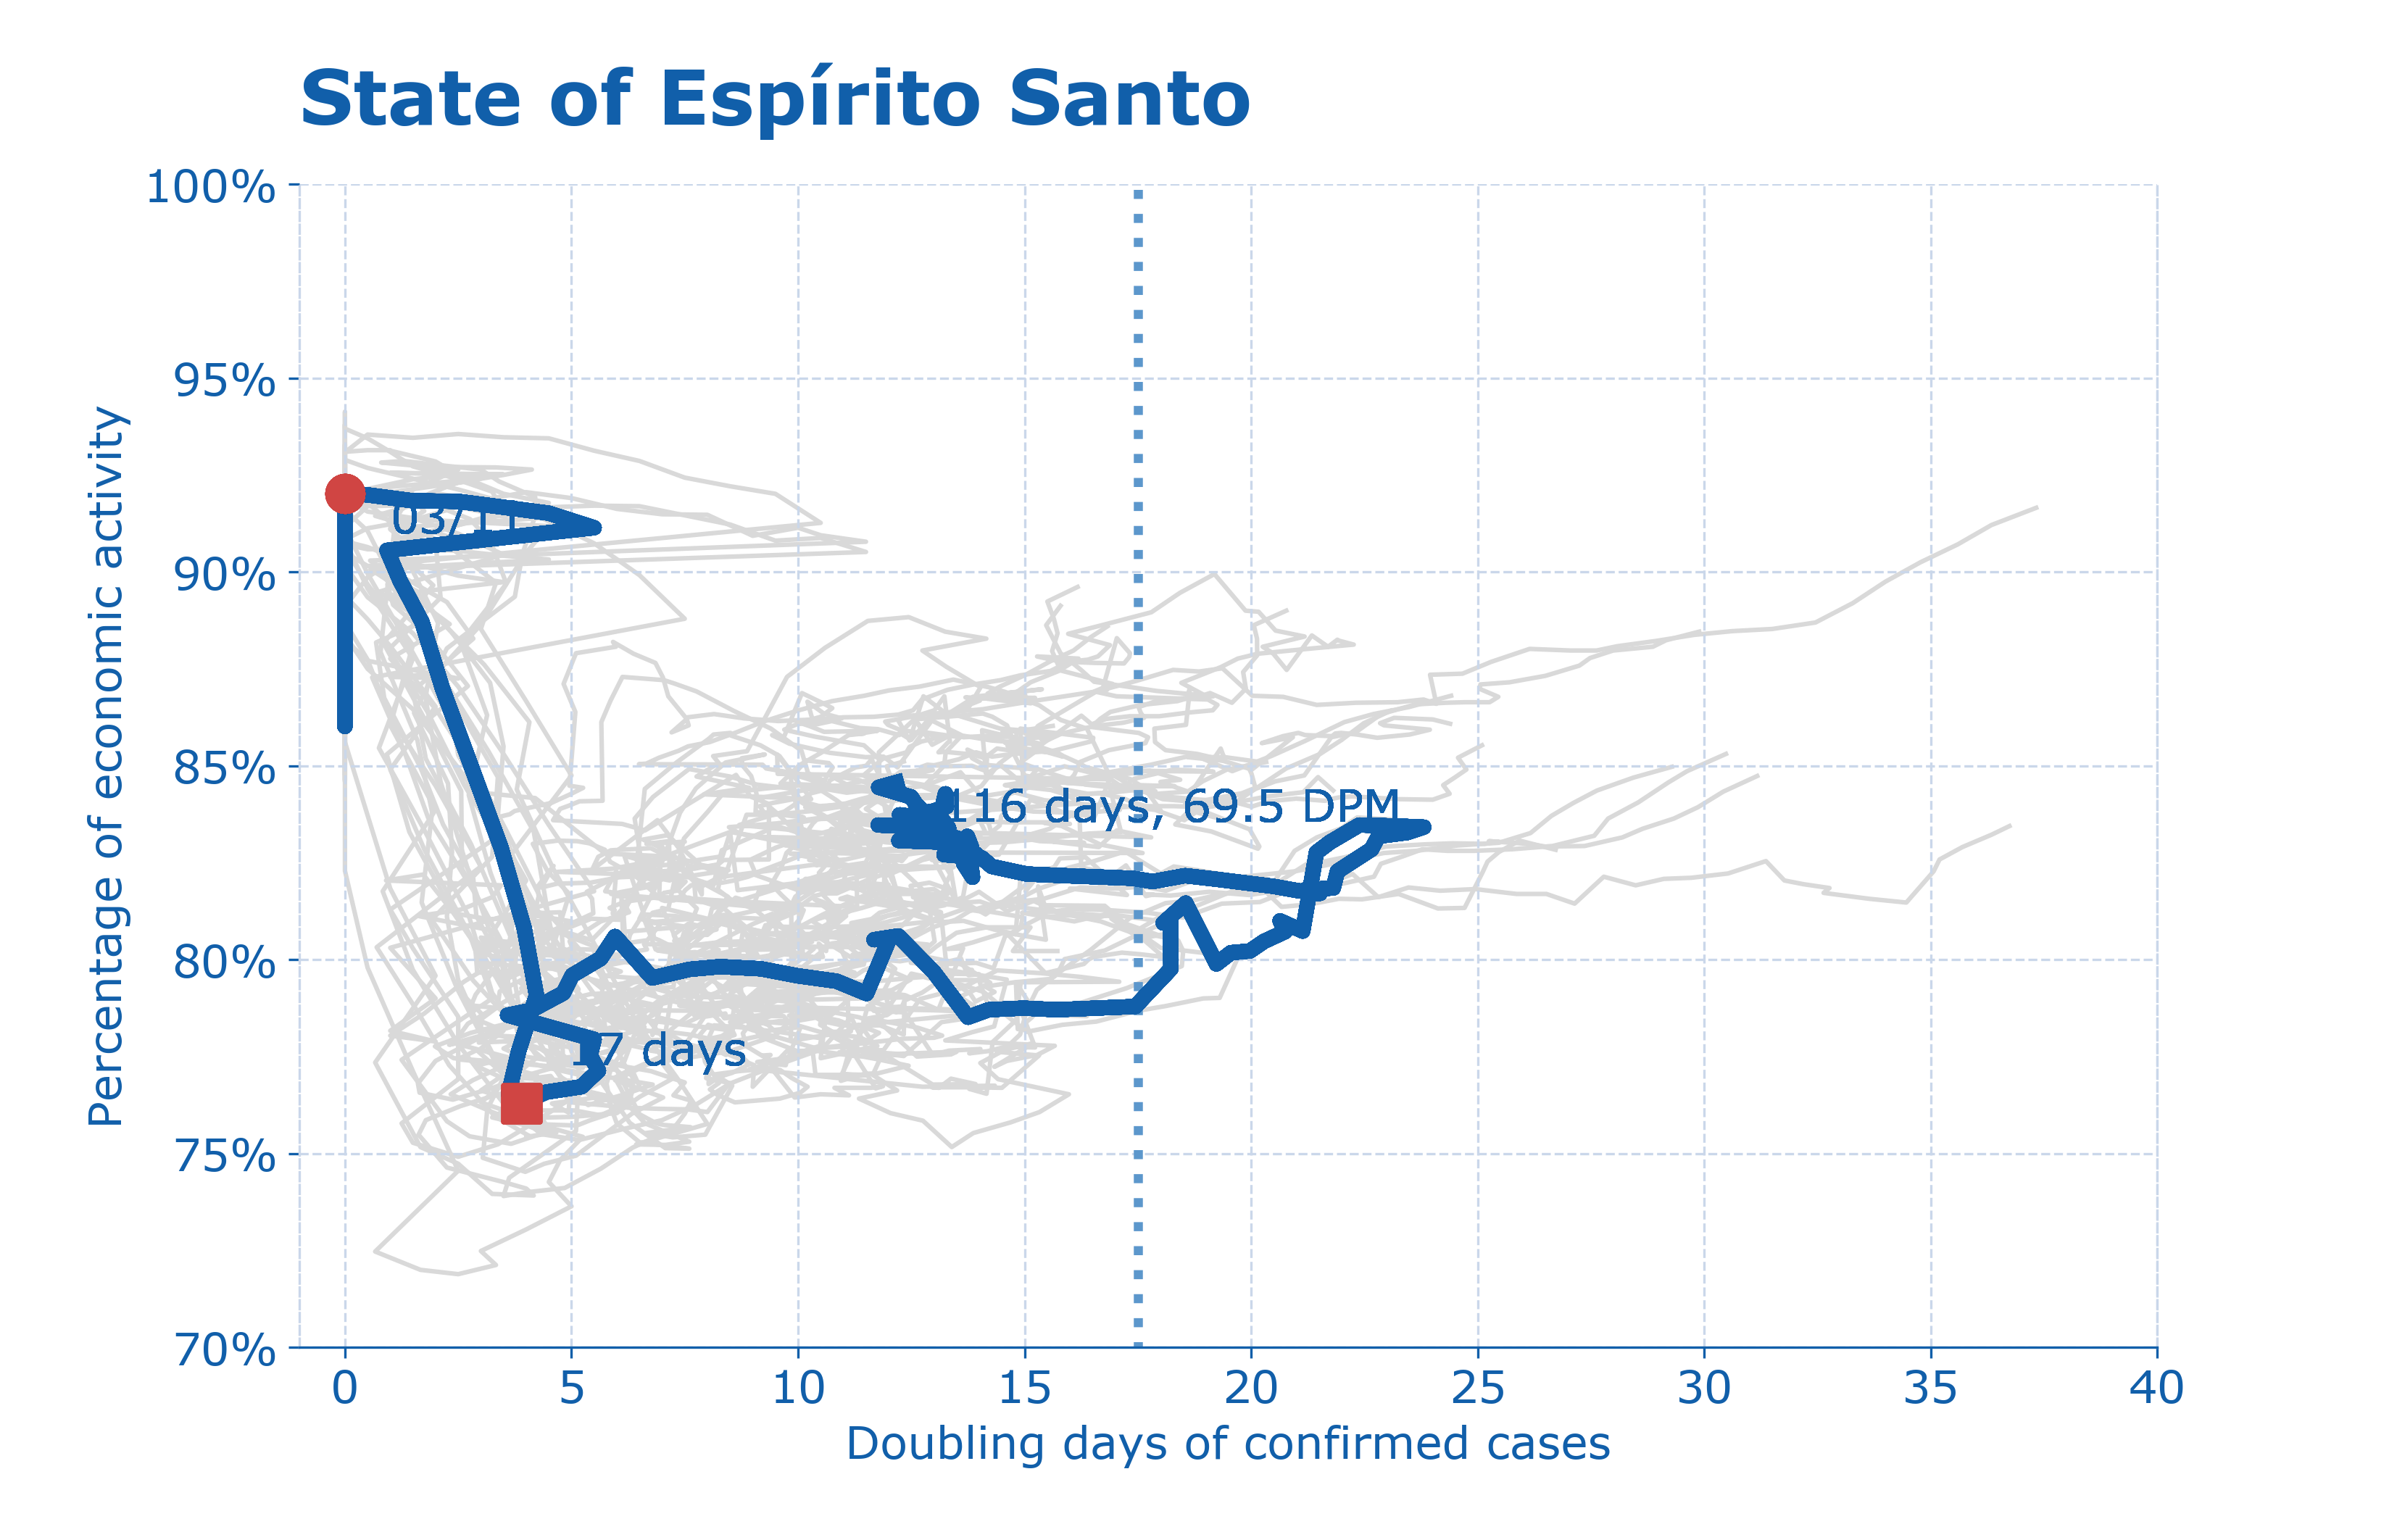 State of Espírito Santo
100%
95%
90%
85%
80%
75%
70%
Percentage of economic activity
03/11
116 days, 69.5 DPM
17 days
0 5 10 15 20 25 30 35 40
Doubling days of confirmed cases